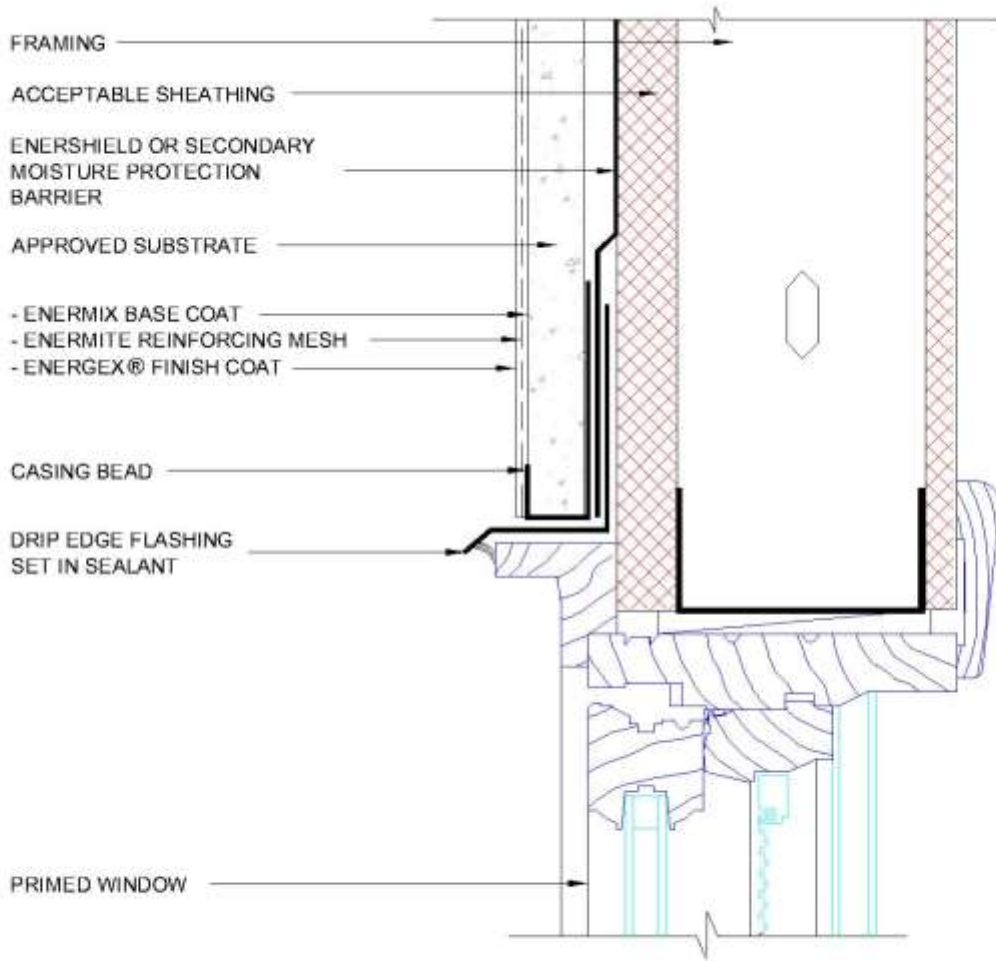 FRAMING
ACCEPTABLE SHEATHING
ENERSHIELD OR SECONDARY
MOISTURE PROTECTION
BARRIER
APPROVED SUBSTRATE
- ENERMIX BASE COAT
- ENERMITE REINFORCING MESH
- ENERGEX® FINISH COAT
CASING BEAD
DRIP EDGE FLASHING
SET IN SEALANT
PRIMED WINDOW